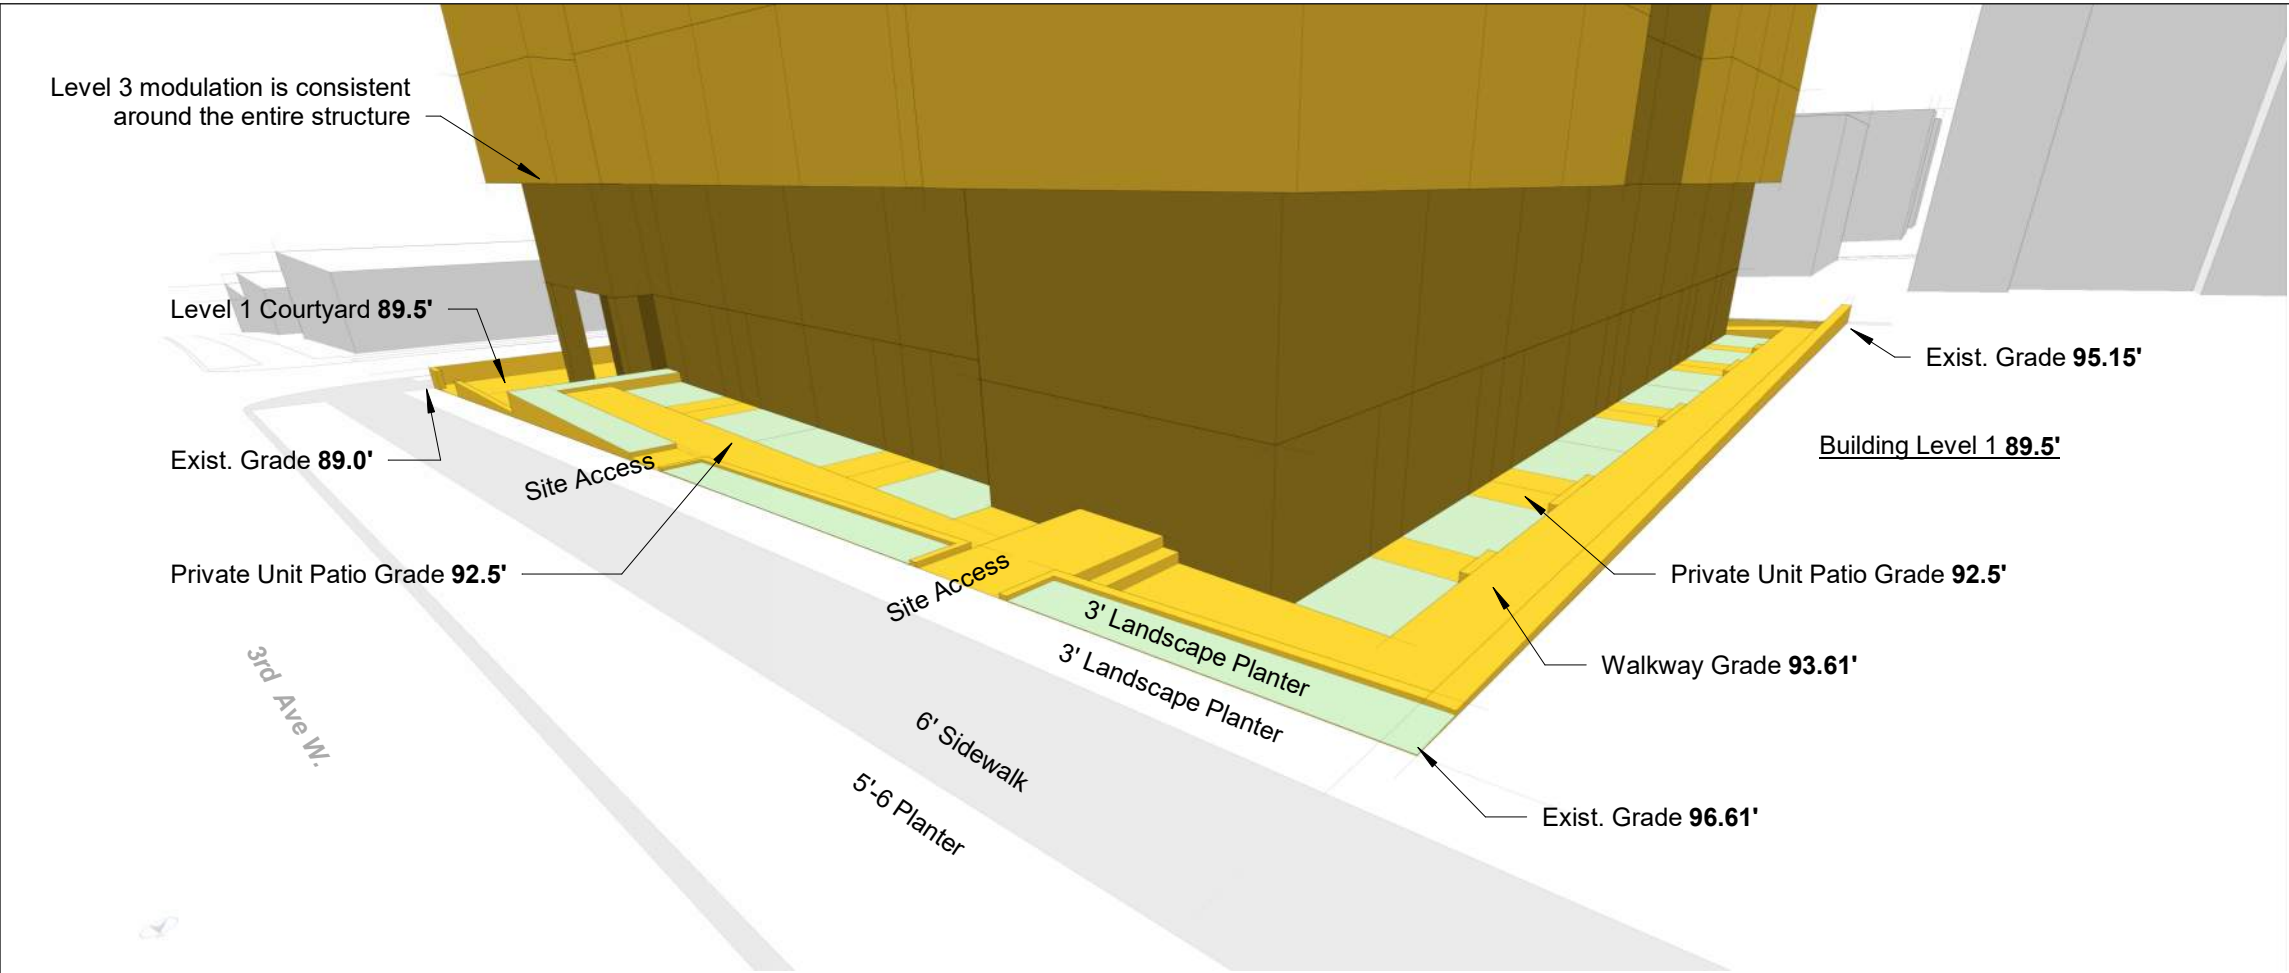 Level 3 modulation is consistent
around the entire structure
Level 1 Courtyard 89.5'
Exist. Grade 95.15'
Building Level 1 89.5'
Exist. Grade 89.0'
Site Access
Private Unit Patio Grade 92.5'
Private Unit Patio Grade 92.5'
Site Access
3' Landscape Planter
3' Landscape Planter
Walkway Grade 93.61'
3rd Ave W.
6' Sidewalk
5'-6 Planter
Exist. Grade 96.61'